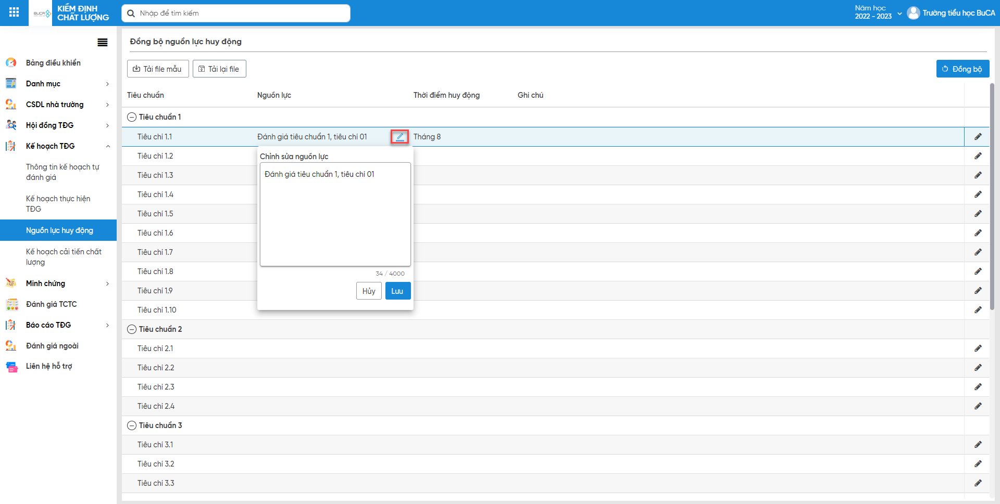 BUCA
KIỂM ĐỊNH
CHẤT LƯỢNG
Nhập để tìm kiếm
Năm học
2022 - 2023
Trường tiểu học BuCA
Bảng điều khiển
Danh mục
CSDL nhà trường
Hội đồng TĐG
Kế hoạch TĐG
Thông tin kế hoạch tự
đánh giá
Kế hoạch thực hiện
TĐG
Nguồn lực huy động
Kế hoạch cải tiến chất
lượng
Minh chứng
Đánh giá TCTC
Báo cáo TĐG
Đánh giá ngoài
Liên hệ hỗ trợ
Đồng bộ nguồn lực huy động
Tải file mẫu
Tải lại file
Đồng bộ
Tiêu chuẩn Nguồn lực Thời điểm huy động Ghi chú
Tiêu chuẩn 1
Tiêu chí 1.1 Đánh giá tiêu chuẩn 1, tiêu chí 01 Tháng 8
Chỉnh sửa nguồn lực
Đánh giá tiêu chuẩn 1, tiêu chí 01
34 / 4000
Hủy
Lưu
Tiêu chí 1.2
Tiêu chí 1.3
Tiêu chí 1.4
Tiêu chí 1.5
Tiêu chí 1.6
Tiêu chí 1.7
Tiêu chí 1.8
Tiêu chí 1.9
Tiêu chí 1.10
Tiêu chuẩn 2
Tiêu chí 2.1
Tiêu chí 2.2
Tiêu chí 2.3
Tiêu chí 2.4
Tiêu chuẩn 3
Tiêu chí 3.1
Tiêu chí 3.2
Tiêu chí 3.3